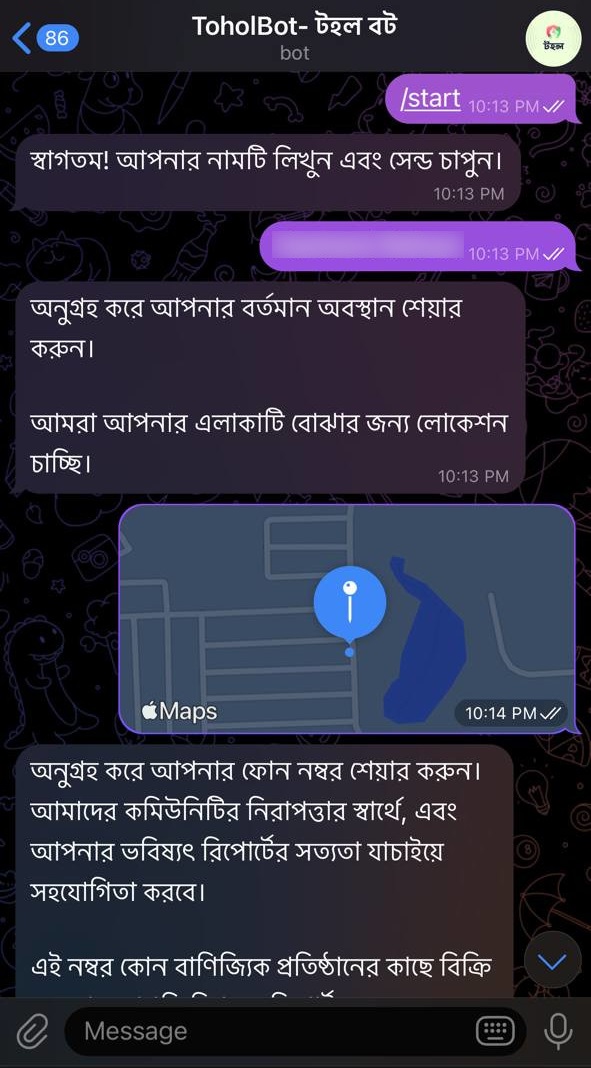 86
ToholBot- টহল বট
bot
টহল
/start
10:13 PM
স্বাগতম! আপনার নামটি লিখুন এবং সেন্ড চাপুন।
10:13 PM
10:13 PM
অনুগ্রহ করে আপনার বর্তমান অবস্থান শেয়ার
করুন।
আমরা আপনার এলাকাটি বোঝার জন্য লোকেশন
চাচ্ছি।
10:13 PM
Maps
10:14 PM
অনুগ্রহ করে আপনার ফোন নম্বর শেয়ার করুন।
আমাদের কমিউনিটির নিরাপত্তার স্বার্থে, এবং
আপনার ভবিষ্যৎ রিপোর্টের সত্যতা যাচাইয়ে
সহযোগিতা করবে।
এই নম্বর কোন বাণিজ্যিক প্রতিষ্ঠানের কাছে বিক্রি
Message